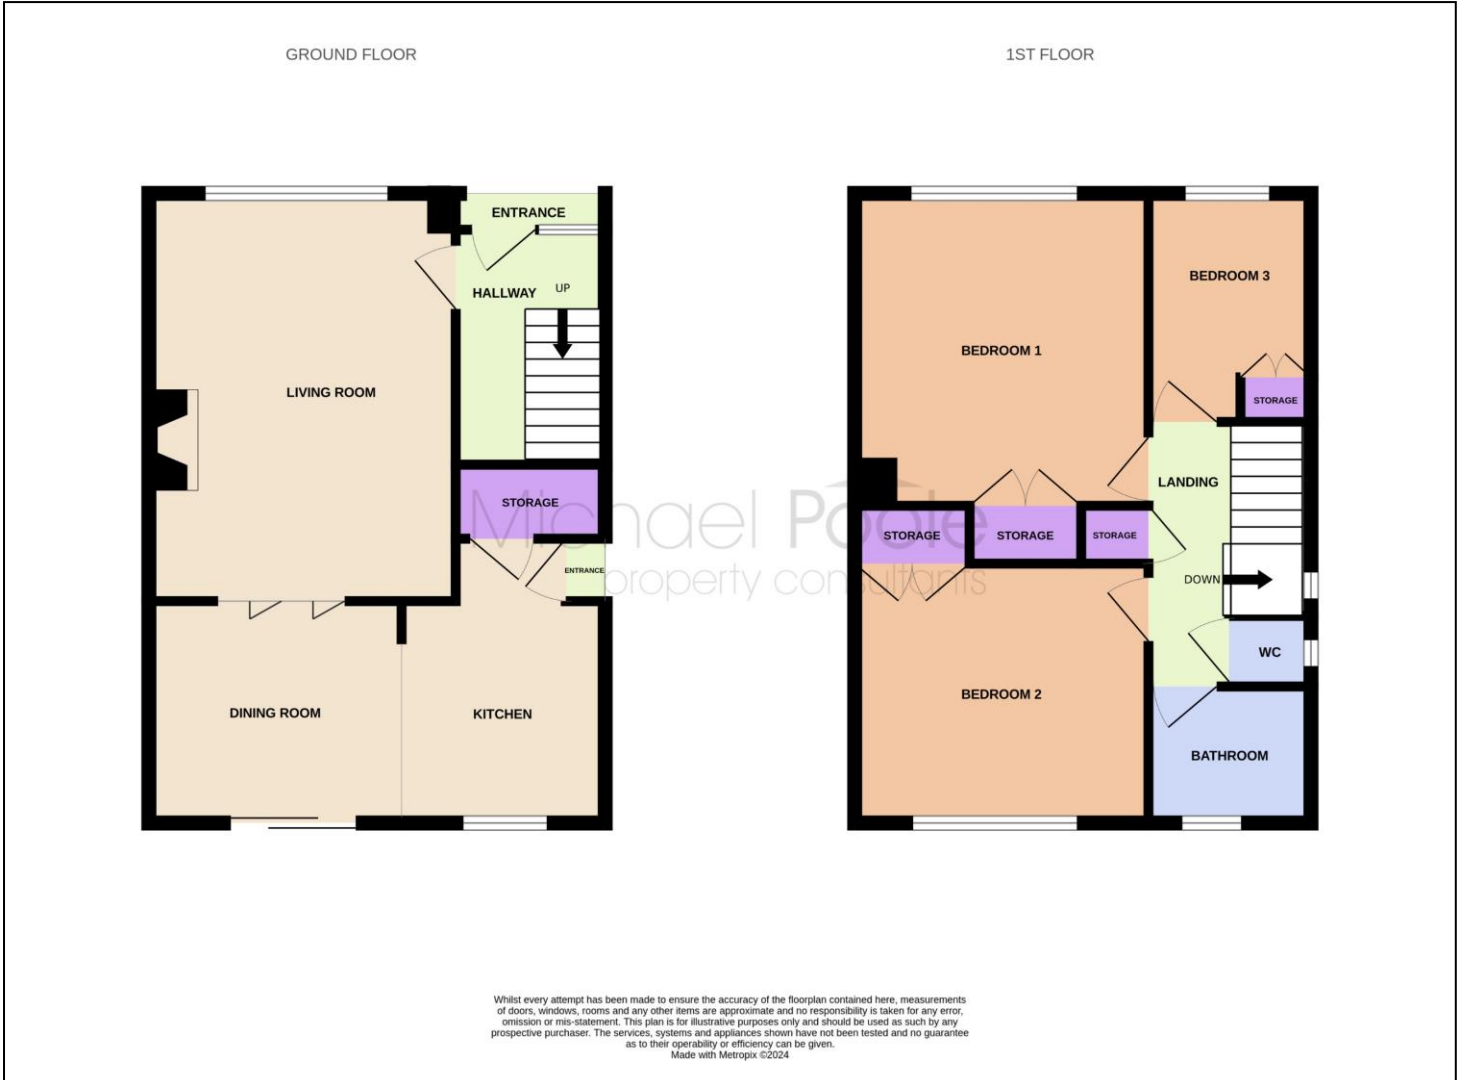 GROUND FLOOR
1ST FLOOR
ENTRANCE
HALLWAY
UP
LIVING ROOM
STORAGE
ENTRANCE
DINING ROOM
KITCHEN
BEDROOM 1
BEDROOM 3
STORAGE
LANDING
STORAGE
STORAGE
STORAGE
DOWN
WC
BEDROOM 2
BATHROOM
Michael Poole
property consultants
Whilst every attempt has been made to ensure the accuracy of the floorplan contained here, measurements
of doors, windows, rooms and any other items are approximate and no responsibility is taken for any error,
omission or mis-statement. This plan is for illustrative purposes only and should be used as such by any
prospective purchaser. The services, systems and appliances shown have not been tested and no guarantee
as to their operability or efficiency can be given.
Made with Metropix ©2024